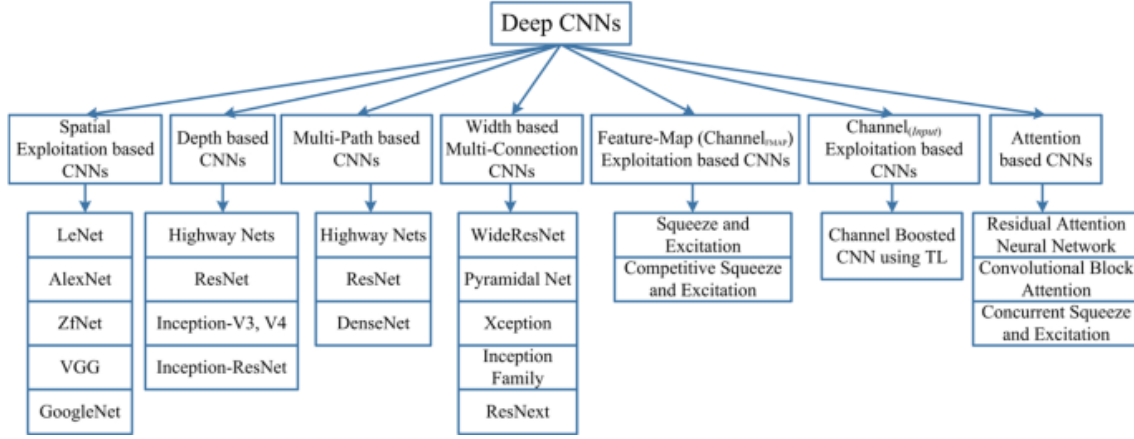 Deep CNNs
Spatial
Exploitation based
CNNs
Depth based
CNNs
Multi-Path based
CNNs
Width based
Multi-Connection
CNNs
Feature-Map (Channel_FMAP)
Exploitation based CNNs
Channel(Input)
Exploitation based
CNNs
Attention
based CNNs
LeNet
AlexNet
ZfNet
VGG
GoogleNet
Highway Nets
ResNet
Inception-V3, V4
Inception-ResNet
Highway Nets
ResNet
DenseNet
WideResNet
Pyramidal Net
Xception
Inception
Family
ResNext
Squeeze and
Excitation
Competitive Squeeze
and Excitation
Channel Boosted
CNN using TL
Residual Attention
Neural Network
Convolutional Block
Attention
Concurrent Squeeze
and Excitation